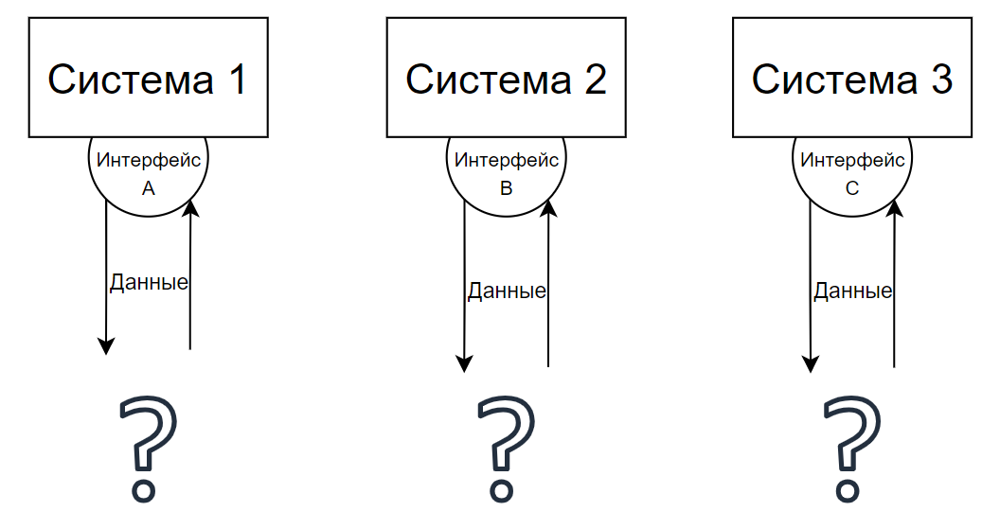 Система 1
Система 2
Система 3
Интерфейс
A
Интерфейс
B
Интерфейс
C
Данные
Данные
Данные
?
?
?